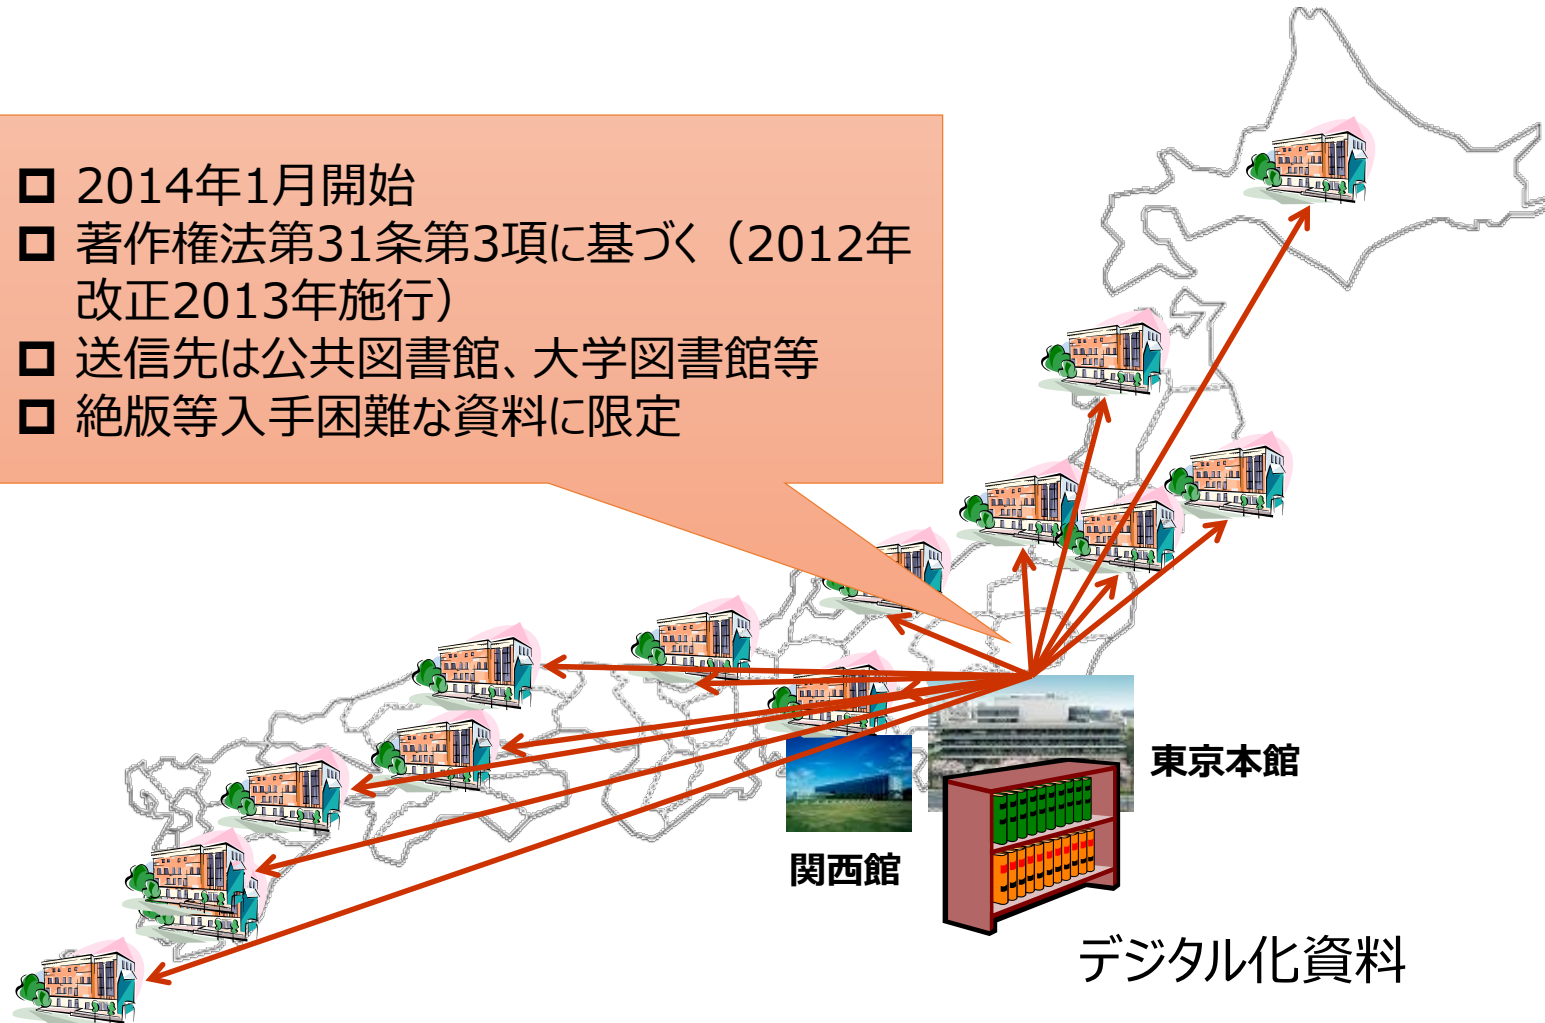 2014年1月開始
著作権法第31条第3項に基づく（2012年
改正2013年施行）
送信先は公共図書館、大学図書館等
絶版等入手困難な資料に限定
東京本館
関西館
デジタル化資料